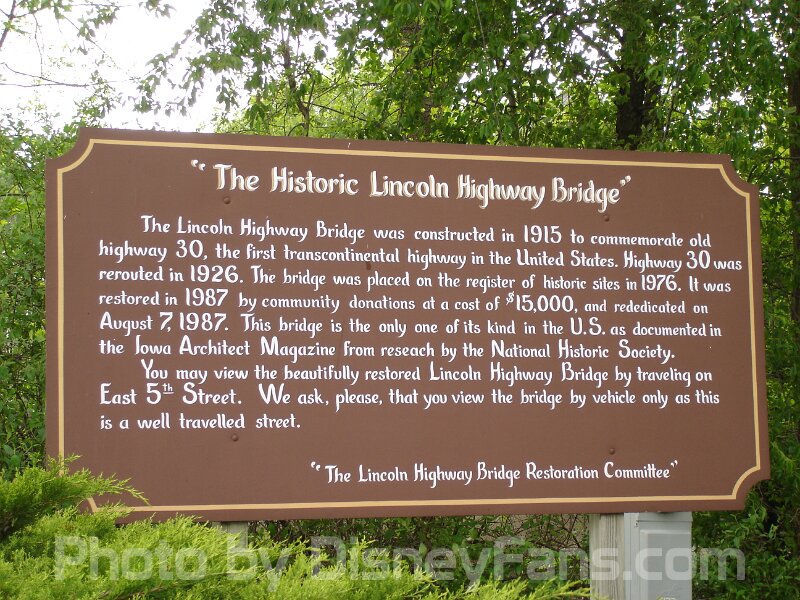 "The Historic Lincoln Highway Bridge"
The Lincoln Highway Bridge was constructed in 1915 to commemorate old
highway 30, the first transcontinental highway in the United States. Highway 30 was
rerouted in 1926. The bridge was placed on the register of historic sites in 1976. It was
restored in 1987 by community donations at a cost of $15,000, and rededicated on
August 7, 1987. This bridge is the only one of its kind in the U.S. as documented in
the Iowa Architect Magazine from reseach by the National Historic Society.
You may view the beautifully restored Lincoln Highway Bridge by traveling on
East 5th Street. We ask, please, that you view the bridge by vehicle only as this
is a well travelled street.
"The Lincoln Highway Bridge Restoration Committee"
Photo by DisneyFans.com